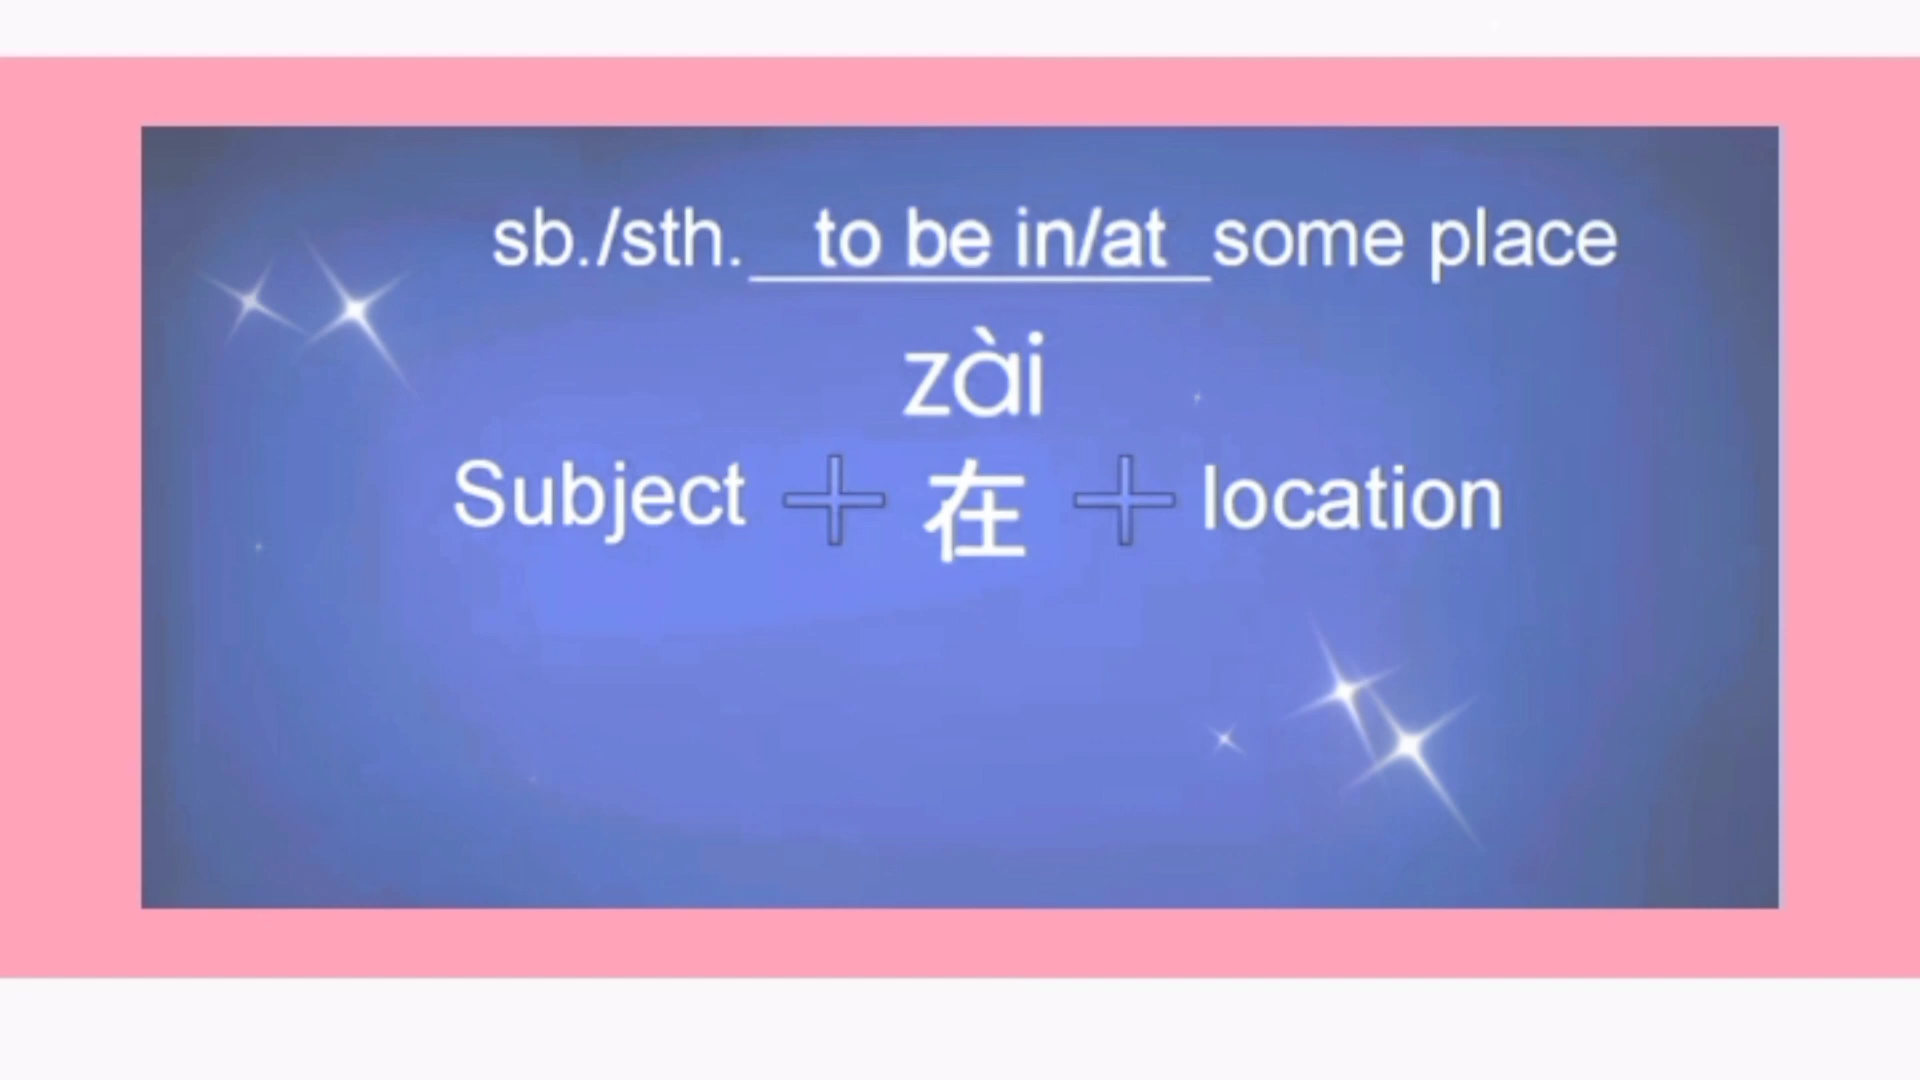 sb./sth. to be in/at some place
zài
Subject + 在 + location